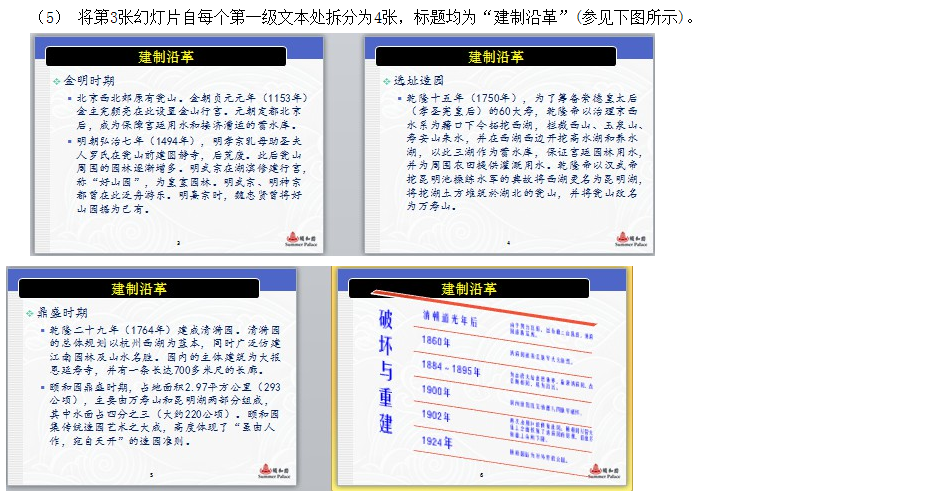 （5） 将第3张幻灯片自每个第一级文本处拆分为4张，标题均为“建制沿革”(参见下图所示)。
建制沿革
金明时期
北京西北郊原有瓮山。金朝贞元元年（1153年）
金主完颜亮在此设置金山行宫。元朝定都北京
后，成为保障宫廷用水和接济漕运的蓄水库。
明朝弘治七年（1494年），明孝宗乳母助圣夫
人罗氏在瓮山前建圆静寺，后荒废。此后瓮山
周围的园林逐渐增多。明武宗在湖滨修建行宫，
称“好山园”，为皇室园林。明武宗、明神宗
都曾在此泛舟游乐。明熹宗时，魏忠贤曾将好
山园据为己有。
3
颐和园
Summer Palace
建制沿革
选址造园
乾隆十五年（1750年），为了筹备崇德皇太后
（孝圣宪皇后）的60大寿，乾隆帝以治理京西
水系为藉口下令拓挖西湖，拦截西山、玉泉山、
寿安山来水，并在西湖西边开挖高水湖和养水
湖，以此三湖作为蓄水库，保证宫廷园林用水，
并为周围农田提供灌溉用水。乾隆帝以汉武帝
挖昆明池操练水军的典故将西湖更名为昆明湖，
将挖湖土方堆筑於湖北的瓮山，并将瓮山改名
为万寿山。
4
颐和园
Summer Palace
建制沿革
鼎盛时期
乾隆二十九年（1764年）建成清漪园。清漪园
的总体规划以杭州西湖为蓝本，同时广泛仿建
江南园林及山水名胜。园内的主体建筑为大报
恩延寿寺，并有一条长达700多米尺的长廊。
颐和园鼎盛时期，占地面积2.97平方公里（293
公顷），主要由万寿山和昆明湖两部分组成，
其中水面占四分之三（大约220公顷）。颐和园
集传统造园艺术之大成，高度体现了“虽由人
作，宛自天开”的造园准则。
5
颐和园
Summer Palace
建制沿革
破坏与重建
清朝道光年后
1860年
1884－1895年
1900年
1902年
1924年
6
颐和园
Summer Palace